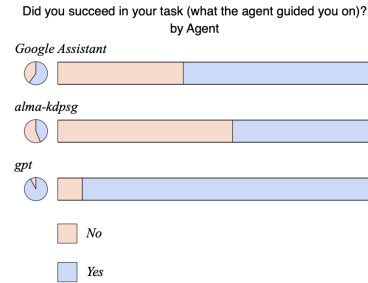 Did you succeed in your task (what the agent guided you on)?
by Agent
Google Assistant
alma-kdpsg
gpt
No
Yes